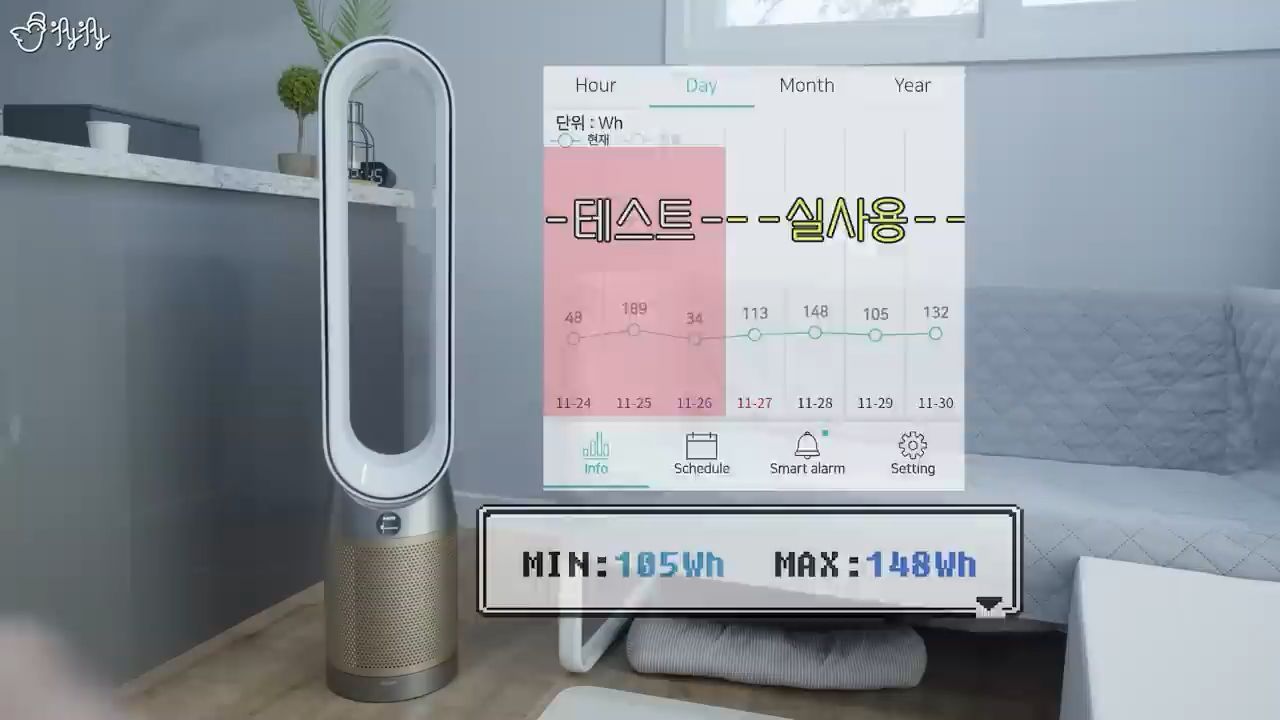 Hour Day Month Year
단위 : Wh
현재
-테스트- - -실사용- -
48 189 34 113 148 105 132
11-24 11-25 11-26 11-27 11-28 11-29 11-30
Info Schedule Smart alarm Setting
MIN:105Wh MAX:148Wh